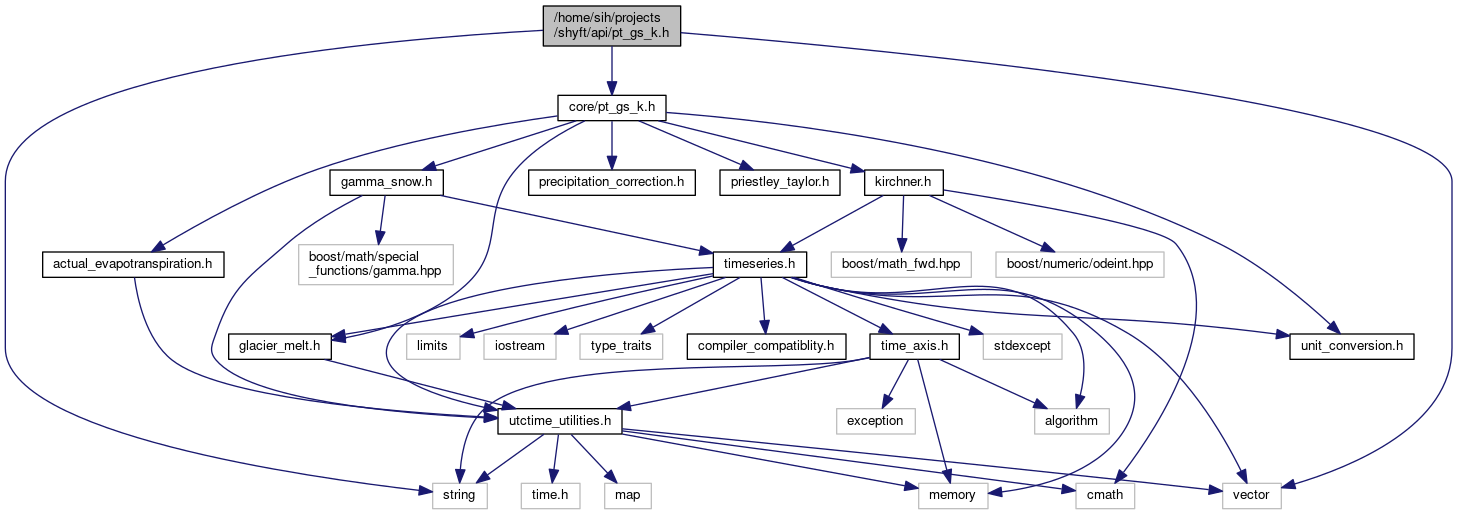 /home/sih/projects
/shyft/api/pt_gs_k.h
core/pt_gs_k.h
gamma_snow.h
precipitation_correction.h
priestley_taylor.h
kirchner.h
actual_evapotranspiration.h
boost/math/special
_functions/gamma.hpp
timeseries.h
boost/math_fwd.hpp
boost/numeric/odeint.hpp
glacier_melt.h
limits
iostream
type_traits
compiler_compatiblity.h
time_axis.h
stdexcept
unit_conversion.h
utctime_utilities.h
exception
algorithm
string
time.h
map
memory
cmath
vector